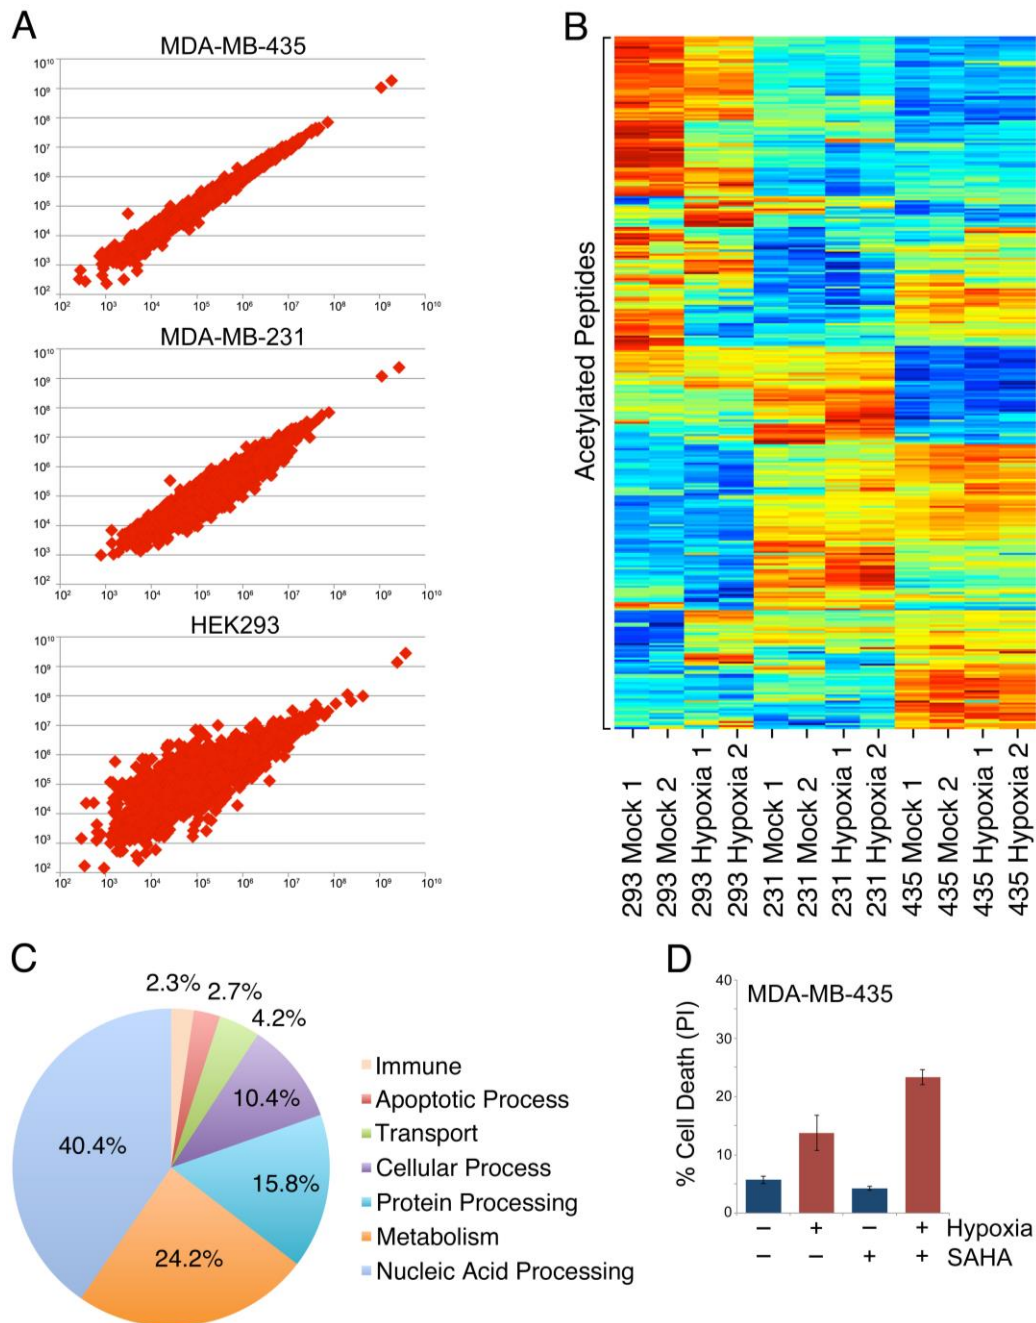 A
MDA-MB-435
10¹⁰
10⁹
10⁸
10⁷
10⁶
10⁵
10⁴
10³
10²
10² 10³ 10⁴ 10⁵ 10⁶ 10⁷ 10⁸ 10⁹ 10¹⁰
MDA-MB-231
10¹⁰
10⁹
10⁸
10⁷
10⁶
10⁵
10⁴
10³
10²
10² 10³ 10⁴ 10⁵ 10⁶ 10⁷ 10⁸ 10⁹ 10¹⁰
HEK293
10¹⁰
10⁹
10⁸
10⁷
10⁶
10⁵
10⁴
10³
10²
10² 10³ 10⁴ 10⁵ 10⁶ 10⁷ 10⁸ 10⁹ 10¹⁰
B
Acetylated Peptides
293 Mock 1
293 Mock 2
293 Hypoxia 1
293 Hypoxia 2
231 Mock 1
231 Mock 2
231 Hypoxia 1
231 Hypoxia 2
435 Mock 1
435 Mock 2
435 Hypoxia 1
435 Hypoxia 2
C
2.3%
2.7%
4.2%
10.4%
15.8%
24.2%
40.4%
Immune
Apoptotic Process
Transport
Cellular Process
Protein Processing
Metabolism
Nucleic Acid Processing
D
MDA-MB-435
% Cell Death (PI)
40
30
20
10
0
– + – + Hypoxia
– – + + SAHA